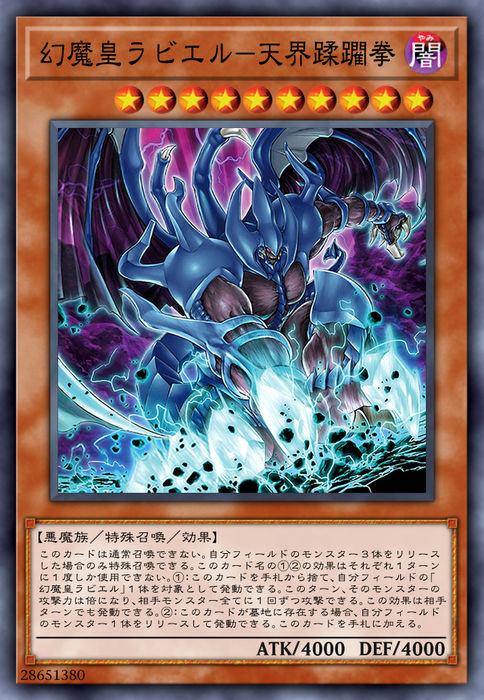 幻魔皇ラビエル－天界蹂躙拳
やみ
闇
【悪魔族／特殊召喚／効果】
このカードは通常召喚できない。自分フィールドのモンスター３体をリリース
した場合のみ特殊召喚できる。このカード名の①②の効果はそれぞれ１ターン
に１度しか使用できない。①：このカードを手札から捨て、自分フィールドの「
幻魔皇ラビエル」１体を対象として発動できる。このターン、そのモンスターの
攻撃力は倍になり、相手モンスター全てに１回ずつ攻撃できる。この効果は相手
ターンでも発動できる。②：このカードが墓地に存在する場合、自分フィールド
のモンスター１体をリリースして発動できる。このカードを手札に加える。
ATK/4000 DEF/4000
28651380